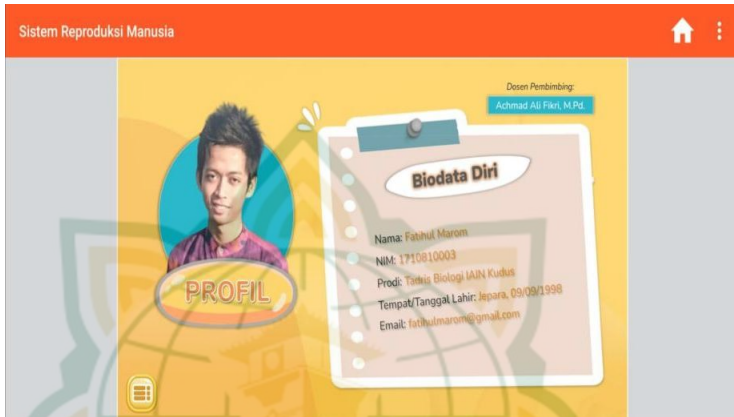 Sistem Reproduksi Manusia
Dosen Pembimbing:
Achmad Ali Fikri, M.Pd.
Biodata Diri
Nama: Fatihul Marom
NIM: 1710810003
Prodi: Tadris Biologi IAIN Kudus
Tempat/Tanggal Lahir: Jepara, 09/09/1998
Email: fatihulmarom@gmail.com
PROFIL